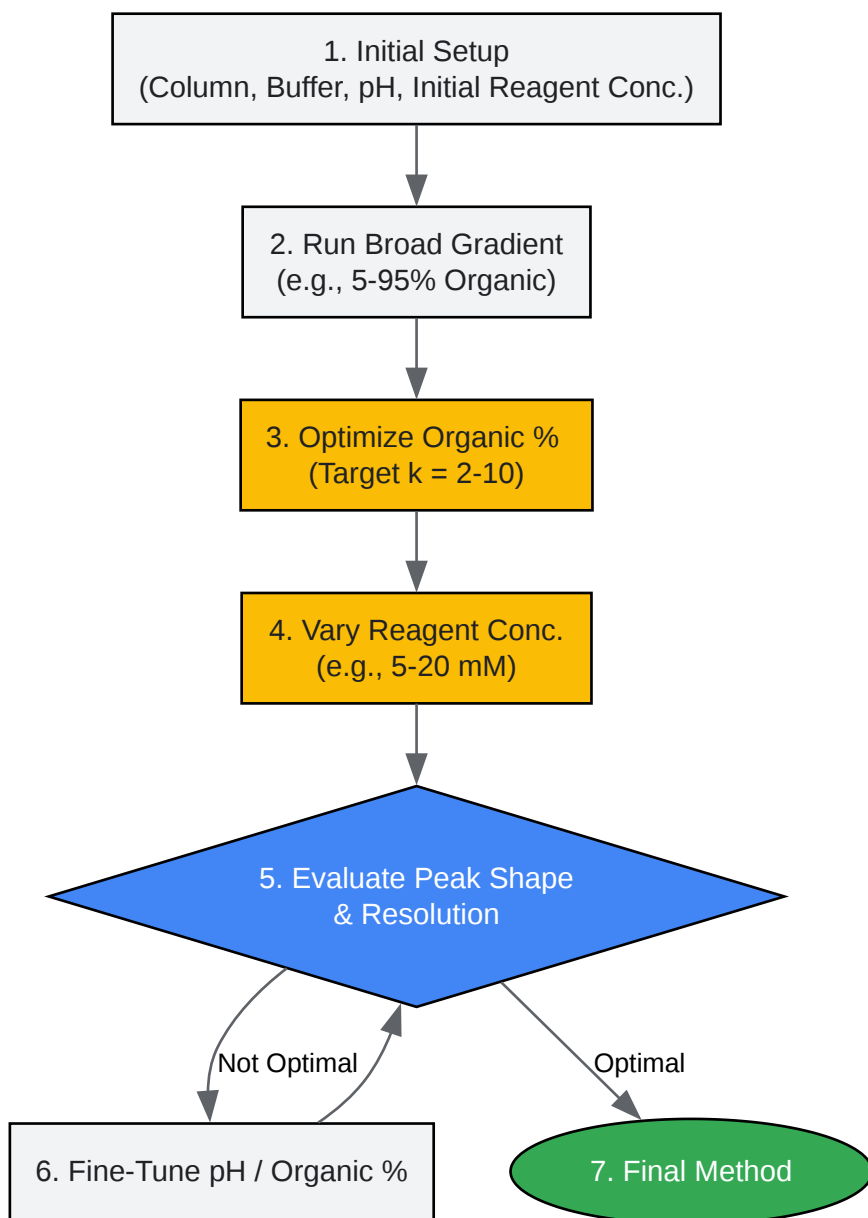 1. Initial Setup
(Column, Buffer, pH, Initial Reagent Conc.)
2. Run Broad Gradient
(e.g., 5-95% Organic)
3. Optimize Organic %
(Target k = 2-10)
4. Vary Reagent Conc.
(e.g., 5-20 mM)
5. Evaluate Peak Shape
& Resolution
Not Optimal
Optimal
6. Fine-Tune pH / Organic %
7. Final Method